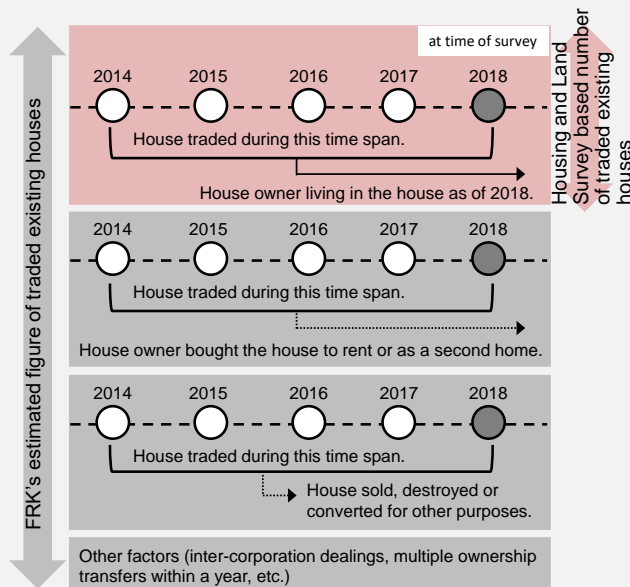 FRK's estimated figure of traded existing houses
at time of survey
2014 2015 2016 2017 2018
House traded during this time span.
House owner living in the house as of 2018.
Housing and Land
Survey based number
of traded existing
houses
2014 2015 2016 2017 2018
House traded during this time span.
House owner bought the house to rent or as a second home.
2014 2015 2016 2017 2018
House traded during this time span.
House sold, destroyed or
converted for other purposes.
Other factors (inter-corporation dealings, multiple ownership
transfers within a year, etc.)